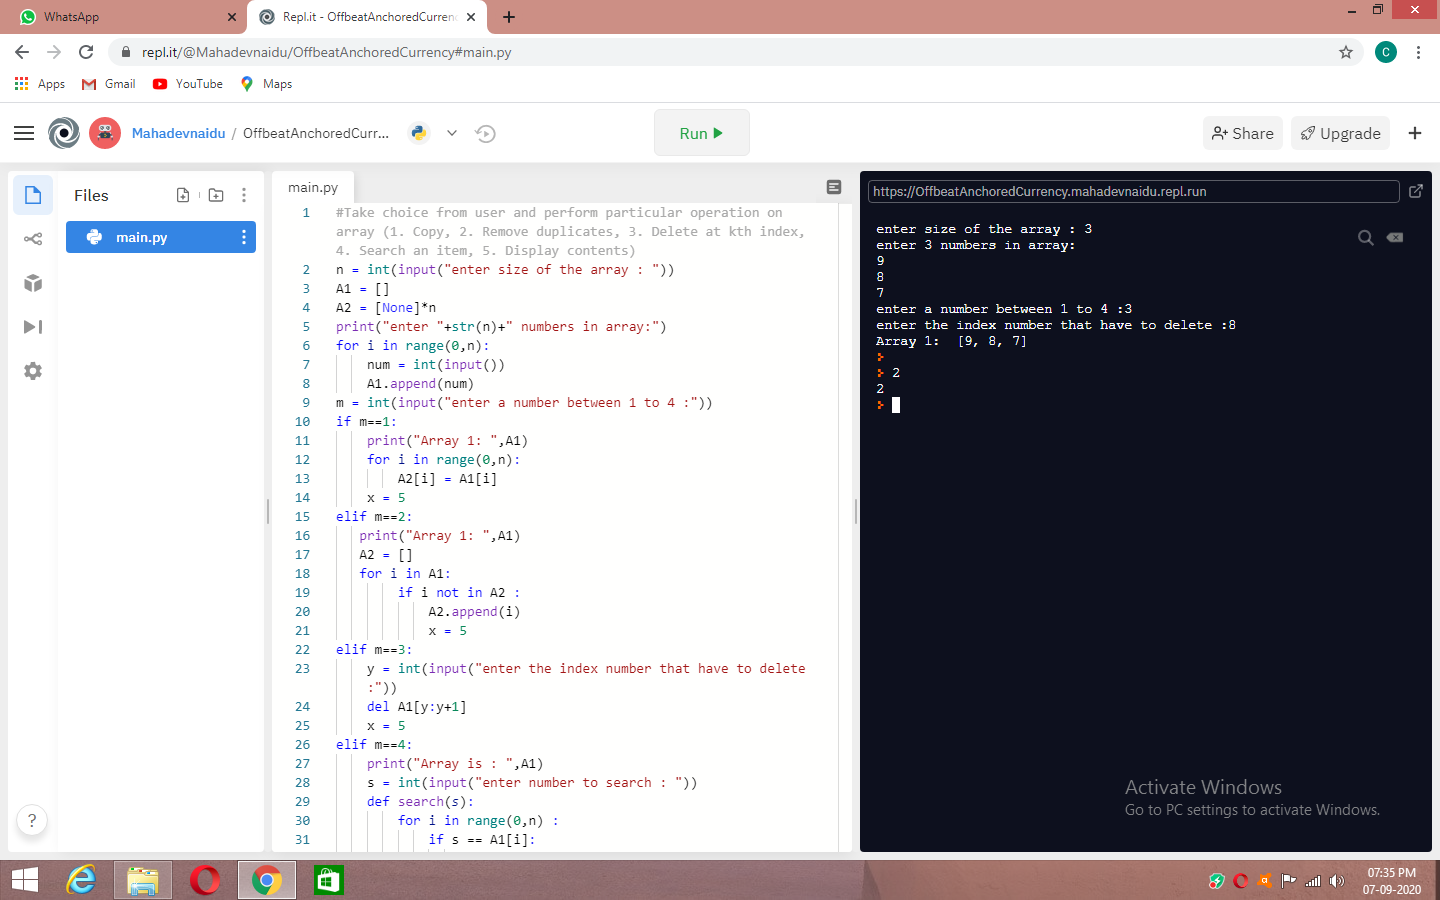 WhatsApp
Repl.it - OffbeatAnchoredCurrenc
repl.it/@Mahadevnaidu/OffbeatAnchoredCurrency#main.py
C
Apps Gmail YouTube Maps
Mahadevnaidu / OffbeatAnchoredCurr...
Run
Share Upgrade
Files
main.py
main.py
1 #Take choice from user and perform particular operation on
array (1. Copy, 2. Remove duplicates, 3. Delete at kth index,
4. Search an item, 5. Display contents)
2 n = int(input("enter size of the array : "))
3 A1 = []
4 A2 = [None]*n
5 print("enter "+str(n)+" numbers in array:")
6 for i in range(0,n):
7 num = int(input())
8 A1.append(num)
9 m = int(input("enter a number between 1 to 4 :"))
10 if m==1:
11 print("Array 1: ",A1)
12 for i in range(0,n):
13 A2[i] = A1[i]
14 x = 5
15 elif m==2:
16 print("Array 1: ",A1)
17 A2 = []
18 for i in A1:
19 if i not in A2 :
20 A2.append(i)
21 x = 5
22 elif m==3:
23 y = int(input("enter the index number that have to delete
:"))
24 del A1[y:y+1]
25 x = 5
26 elif m==4:
27 print("Array is : ",A1)
28 s = int(input("enter number to search : "))
29 def search(s):
30 for i in range(0,n) :
31 if s == A1[i]:
?
https://OffbeatAnchoredCurrency.mahadevnaidu.repl.run
enter size of the array : 3
enter 3 numbers in array:
9
8
7
enter a number between 1 to 4 :3
enter the index number that have to delete :8
Array 1:  [9, 8, 7]
2
2
Activate Windows
Go to PC settings to activate Windows.
07:35 PM
07-09-2020